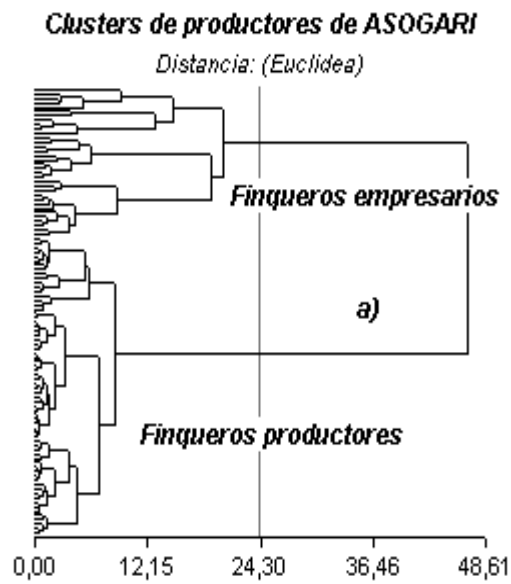 Clusters de productores de ASOGARI
Distancia: (Euclidea)
Finqueros empresarios
a)
Finqueros productores
0,00 12,15 24,30 36,46 48,61